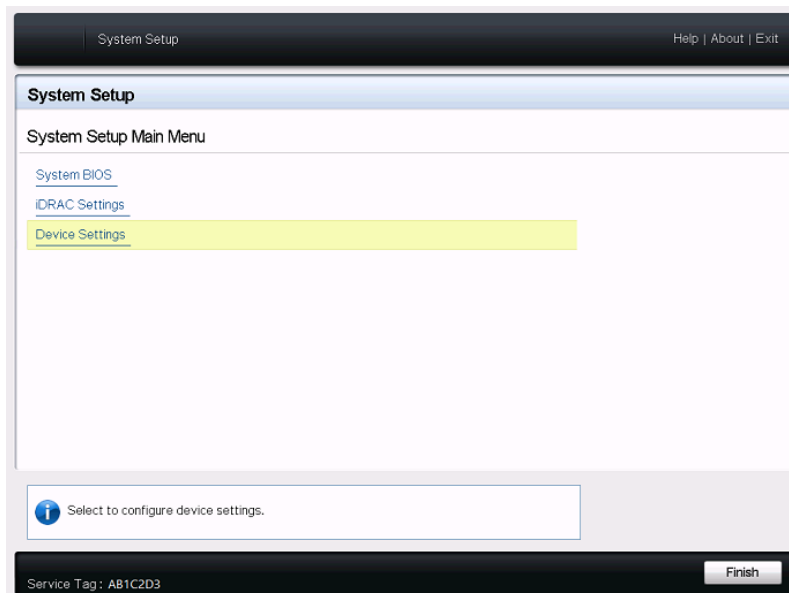 System Setup
Help | About | Exit
System Setup
System Setup Main Menu
System BIOS
iDRAC Settings
Device Settings
Select to configure device settings.
Service Tag: AB1C2D3
Finish